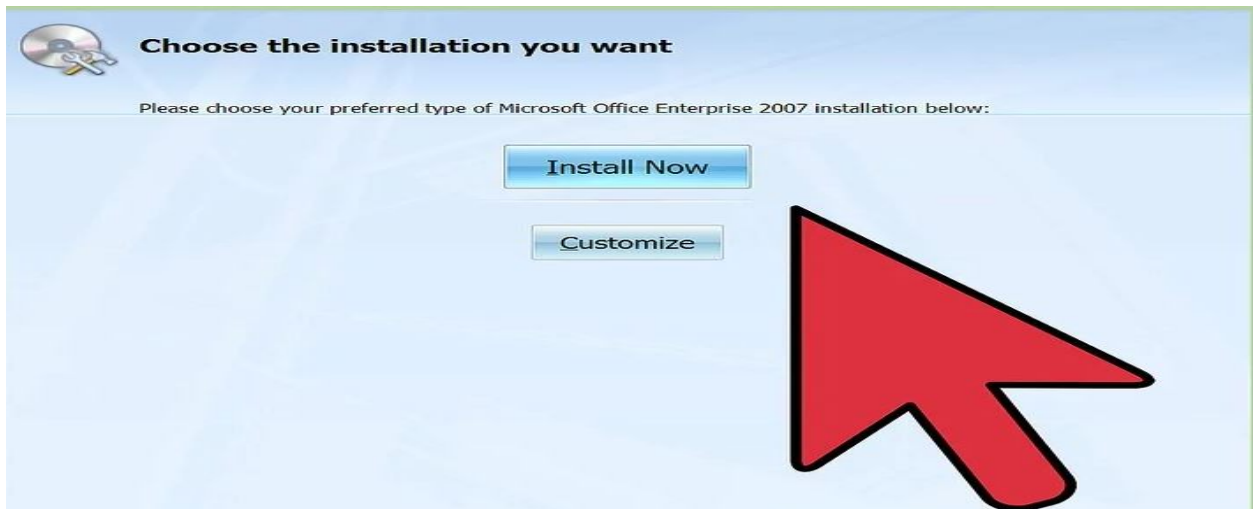 Choose the installation you want
Please choose your preferred type of Microsoft Office Enterprise 2007 installation below:
Install Now
Customize